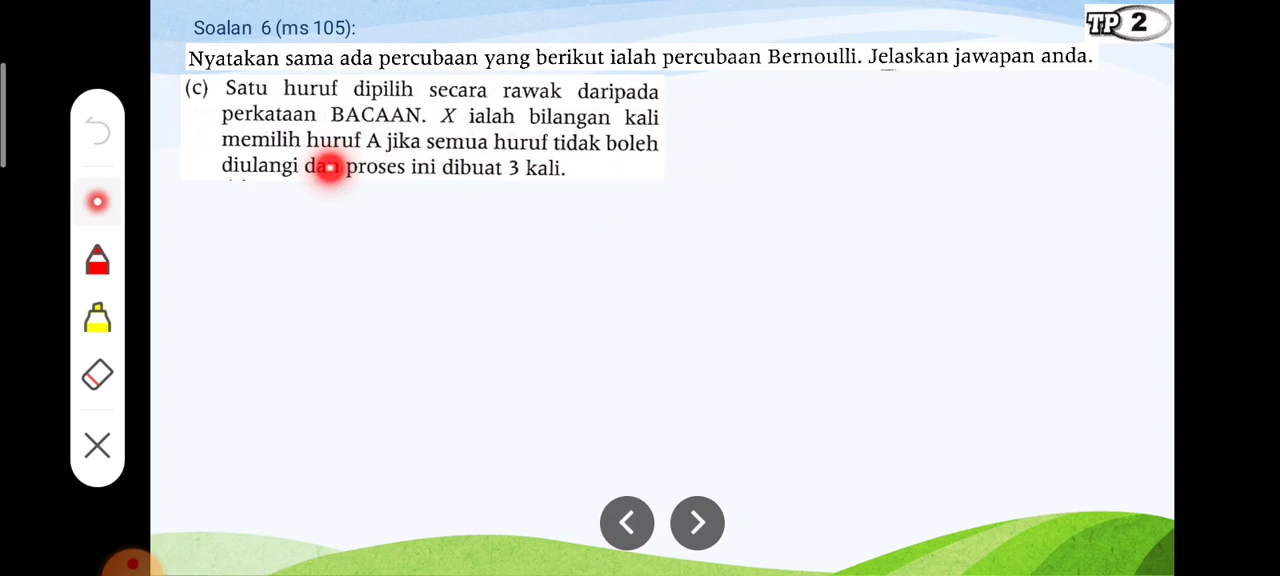 Soalan 6 (ms 105):
TP 2
Nyatakan sama ada percubaan yang berikut ialah percubaan Bernoulli. Jelaskan jawapan anda.
(c) Satu huruf dipilih secara rawak daripada
perkataan BACAAN. X ialah bilangan kali
memilih huruf A jika semua huruf tidak boleh
diulangi dan proses ini dibuat 3 kali.